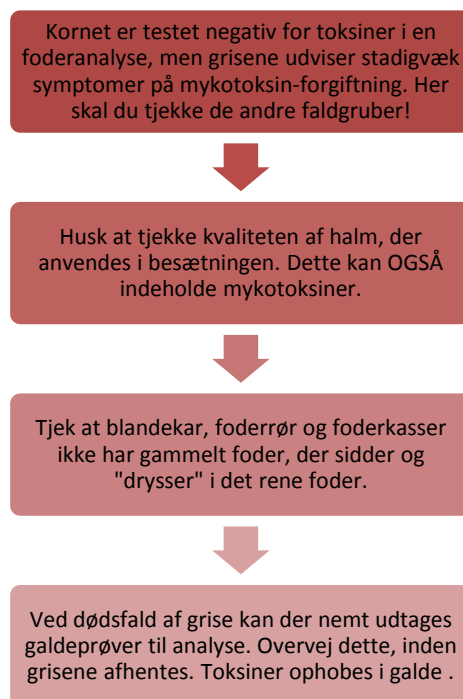 Kornet er testet negativ for toksiner i en
foderanalyse, men grisene udviser stadigvæk
symptomer på mykotoksin-forgiftning. Her
skal du tjekke de andre faldgruber!
Husk at tjekke kvaliteten af halm, der
anvendes i besætningen. Dette kan OGSÅ
indeholde mykotoksiner.
Tjek at blandekar, foderrør og foderkasser
ikke har gammelt foder, der sidder og
"drysser" i det rene foder.
Ved dødsfald af grise kan der nemt udtages
galdeprøver til analyse. Overvej dette, inden
grisene afhentes. Toksiner ophobes i galde .